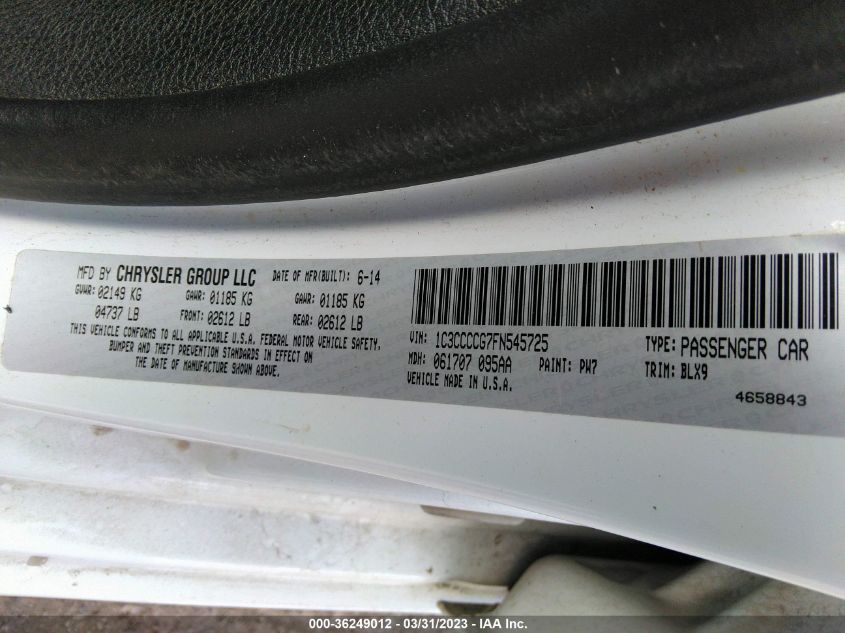 MFD BY CHRYSLER GROUP LLC DATE OF MFR(BUILT): 6-14
GVWR: 02149 KG GAWR: 01185 KG GAWR: 01185 KG
04737 LB FRONT: 02612 LB REAR: 02612 LB
THIS VEHICLE CONFORMS TO ALL APPLICABLE U.S.A. FEDERAL MOTOR VEHICLE SAFETY,
BUMPER AND THEFT PREVENTION STANDARDS IN EFFECT ON
THE DATE OF MANUFACTURE SHOWN ABOVE.
VIN: 1C3CCCCG7FN545725 TYPE: PASSENGER CAR
MDH: 061707 095AA PAINT: PW7 TRIM: BLX9
VEHICLE MADE IN U.S.A.
4658843
000-36249012 - 03/31/2023 - IAA Inc.